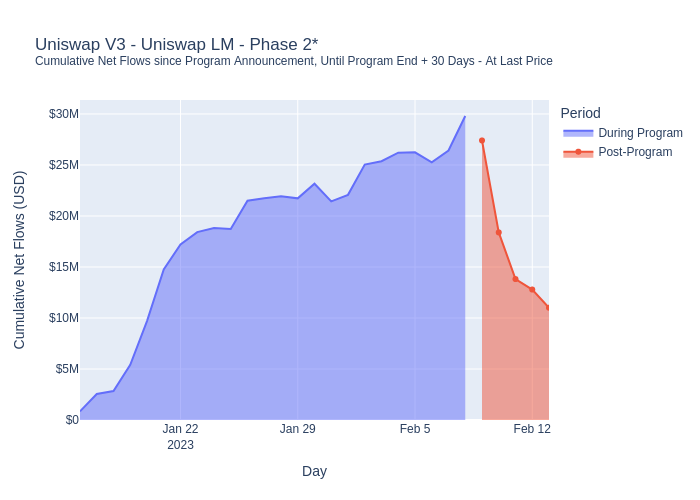 Uniswap V3 - Uniswap LM - Phase 2*
Cumulative Net Flows since Program Announcement, Until Program End + 30 Days - At Last Price
Period
During Program
Post-Program
Cumulative Net Flows (USD)
$30M
$25M
$20M
$15M
$10M
$5M
$0
Jan 22
2023
Jan 29
Feb 5
Feb 12
Day